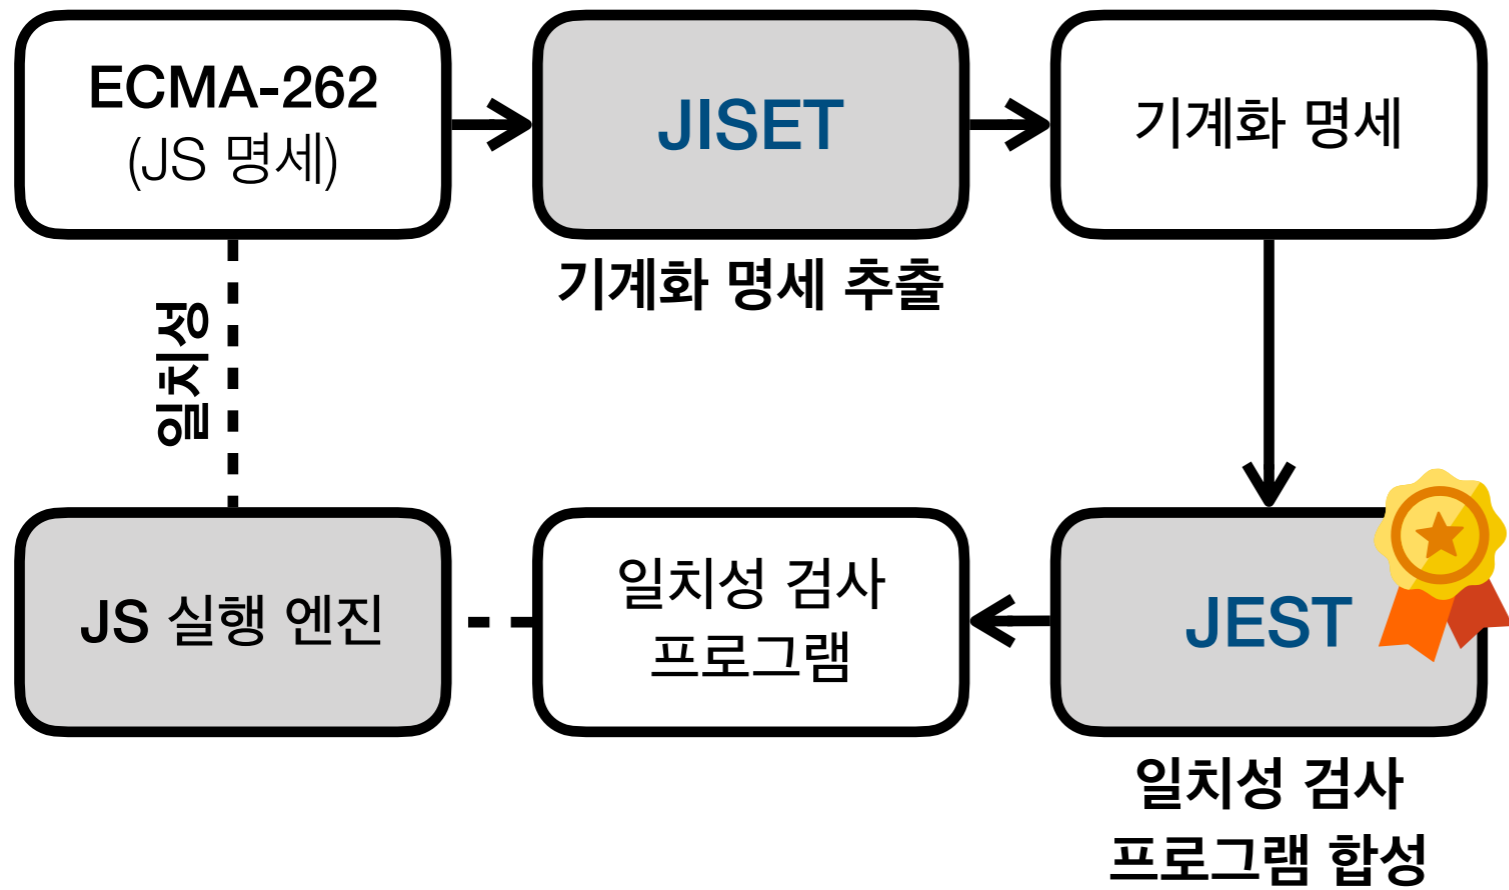 ECMA-262
(JS 명세)
JISET
기계화 명세
기계화 명세 추출
일치성
JS 실행 엔진
일치성 검사
프로그램
JEST
일치성 검사
프로그램 합성